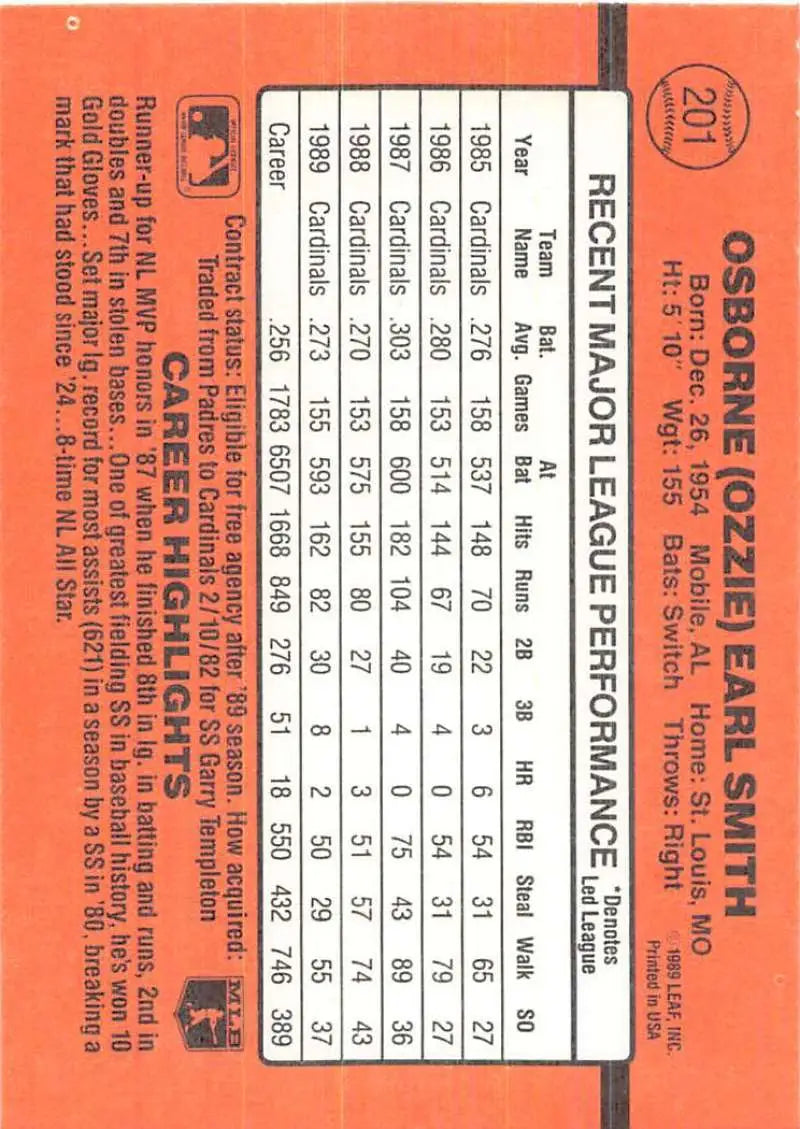 201
OSBORNE (OZZIE) EARL SMITH
Born: Dec. 26, 1954 Mobile, AL Home: St. Louis, MO
Ht: 5' 10" Wgt: 155 Bats: Switch Throws: Right
© 1989 LEAF, INC.
Printed in USA
RECENT MAJOR LEAGUE PERFORMANCE
*Denotes
Led League
Team Bat. At
Year Name Avg. Games Bat Hits Runs 2B 3B HR RBI Steal Walk SO
1985 Cardinals .276 158 537 148 70 22 3 6 54 31 65 27
1986 Cardinals .280 153 514 144 67 19 4 0 54 31 79 27
1987 Cardinals .303 158 600 182 104 40 4 0 75 43 89 36
1988 Cardinals .270 153 575 155 80 27 1 3 51 57 74 43
1989 Cardinals .273 155 593 162 82 30 8 2 50 29 55 37
Career .256 1783 6507 1668 849 276 51 18 550 432 746 389
Contract status: Eligible for free agency after '89 season. How acquired:
Traded from Padres to Cardinals 2/10/82 for SS Garry Templeton
MLB
CAREER HIGHLIGHTS
Runner-up for NL MVP honors in '87 when he finished 8th in lg. in batting and runs, 2nd in
doubles and 7th in stolen bases...One of greatest fielding SS in baseball history, he's won 10
Gold Gloves...Set major lg. record for most assists (621) in a season by a SS in '80, breaking a
mark that had stood since '24...8-time NL All Star.